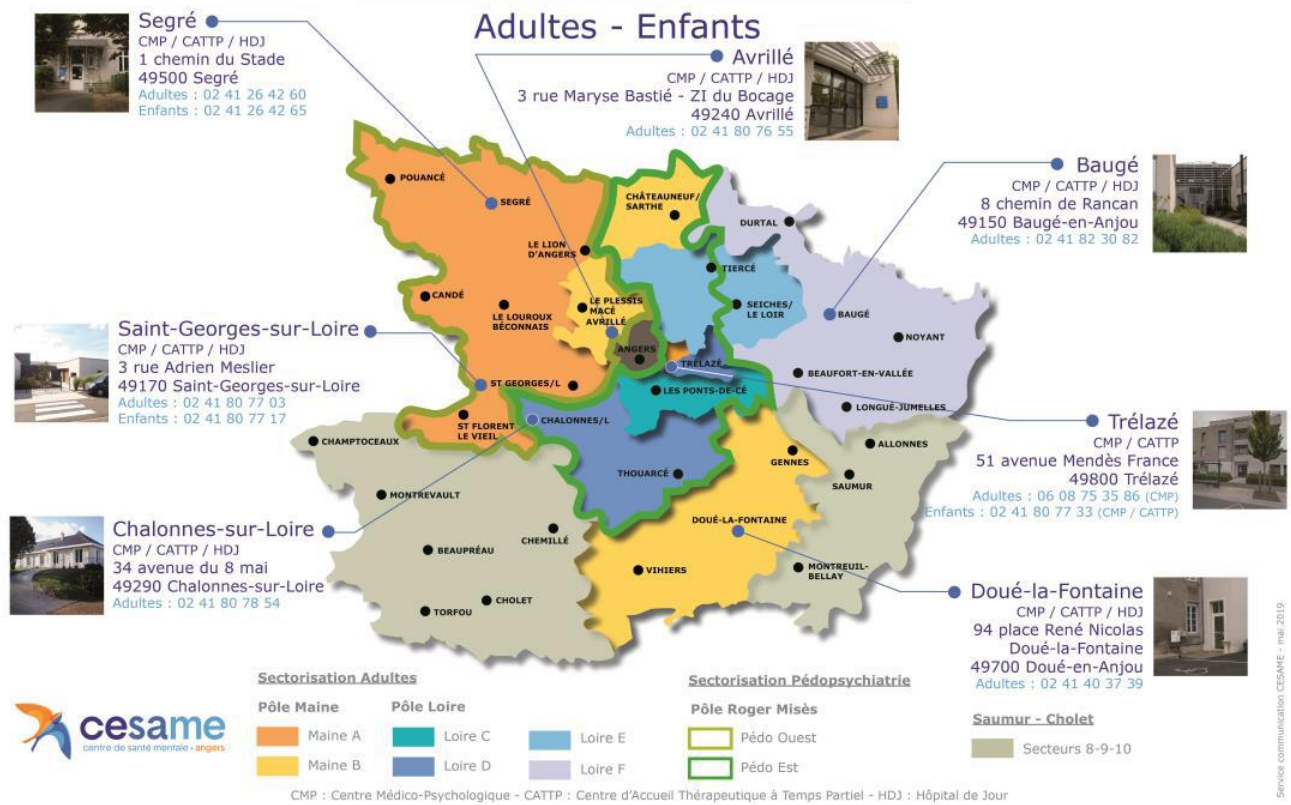 Adultes - Enfants
Segré
CMP / CATTP / HDJ
1 chemin du Stade
49500 Segré
Adultes : 02 41 26 42 60
Enfants : 02 41 26 42 65
Avrillé
CMP / CATTP / HDJ
3 rue Maryse Bastié - ZI du Bocage
49240 Avrillé
Adultes : 02 41 80 76 55
Baugé
CMP / CATTP / HDJ
8 chemin de Rancan
49150 Baugé-en-Anjou
Adultes : 02 41 82 30 82
Saint-Georges-sur-Loire
CMP / CATTP / HDJ
3 rue Adrien Meslier
49170 Saint-Georges-sur-Loire
Adultes : 02 41 80 77 03
Enfants : 02 41 80 77 17
Trélazé
CMP / CATTP
51 avenue Mendès France
49800 Trélazé
Adultes : 06 08 75 35 86 (CMP)
Enfants : 02 41 80 77 33 (CMP / CATTP)
Chalonnes-sur-Loire
CMP / CATTP / HDJ
34 avenue du 8 mai
49290 Chalonnes-sur-Loire
Adultes : 02 41 80 78 54
Doué-la-Fontaine
CMP / CATTP / HDJ
94 place René Nicolas
Doué-la-Fontaine
49700 Doué-en-Anjou
Adultes : 02 41 40 37 39
POUANCÉ
SEGRÉ
CHÂTEAUNEUF/
SARTHE
DURTAL
LE LION
D'ANGERS
TIERCÉ
CANDÉ
LE LOUROUX
BÉCONNAIS
LE PLESSIS
MACÉ
AVRILLÉ
SEICHES/
LE LOIR
BAUGÉ
NOYANT
ANGERS
TRÉLAZÉ
BEAUFORT-EN-VALLÉE
ST GEORGES/L
LES PONTS-DE-CÉ
LONGUÉ-JUMELLES
ST FLORENT
LE VIEIL
CHALONNES/L
CHAMPTOCEAUX
ALLONNES
GENNES
THOUARCÉ
SAUMUR
MONTREVAULT
DOUÉ-LA-FONTAINE
CHEMILLÉ
BEAUPRÉAU
VIHIERS
MONTREUIL-
BELLAY
CHOLET
TORFOU
cesame
centre de santé mentale • angers
Sectorisation Adultes
Pôle Maine
Maine A
Maine B
Pôle Loire
Loire C
Loire D
Loire E
Loire F
Sectorisation Pédopsychiatrie
Pôle Roger Misès
Pédo Ouest
Pédo Est
Saumur - Cholet
Secteurs 8-9-10
CMP : Centre Médico-Psychologique - CATTP : Centre d'Accueil Thérapeutique à Temps Partiel - HDJ : Hôpital de Jour
Service communication CESAME - mai 2019